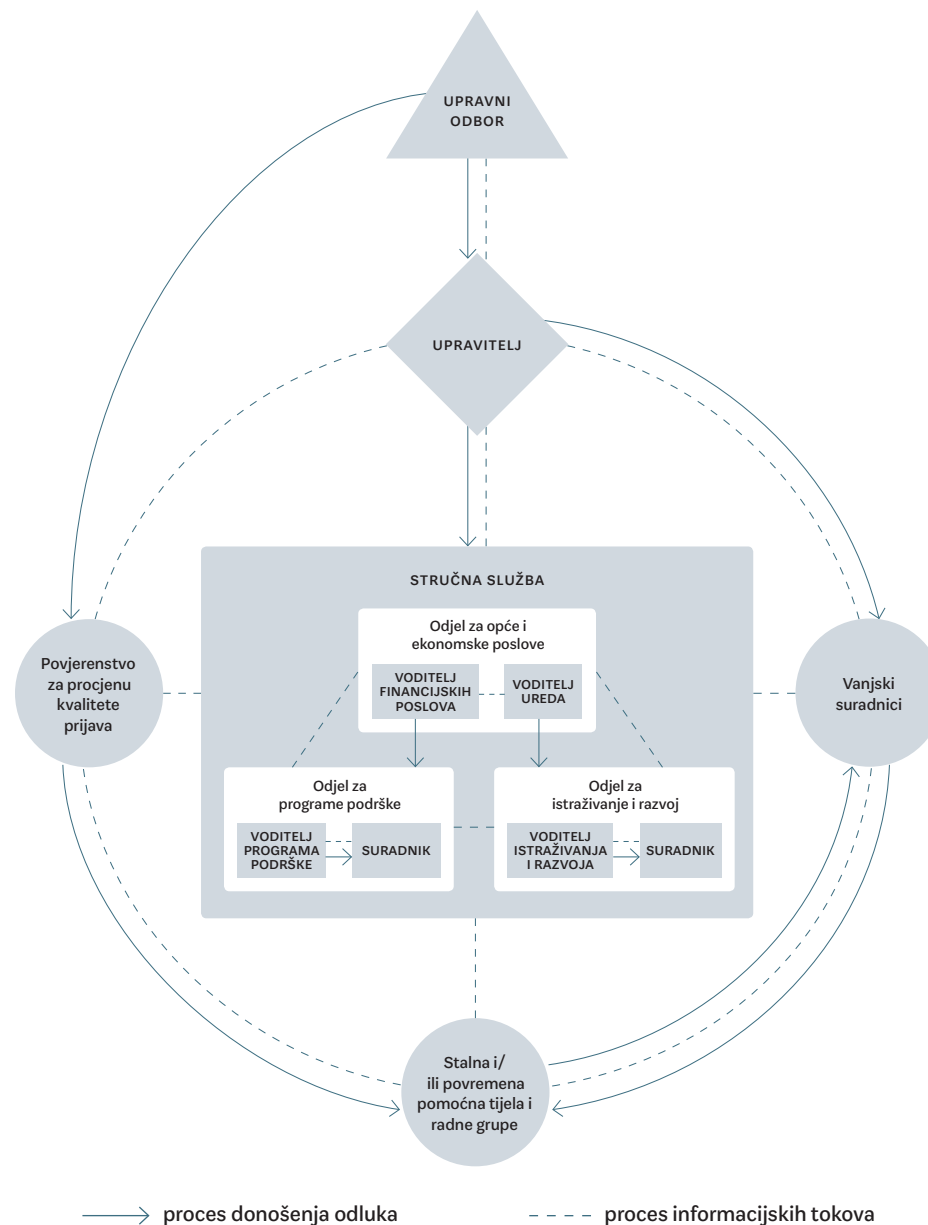 UPRAVNI
ODBOR
UPRAVITELJ
STRUČNA SLUŽBA
Odjel za opće i
ekonomske poslove
VODITELJ
FINANCIJSKIH
POSLOVA
VODITELJ
UREDA
Povjerenstvo
za procjenu
kvalitete
prijava
Vanjski
suradnici
Odjel za
programe podrške
VODITELJ
PROGRAMA
PODRŠKE
SURADNIK
Odjel za
istraživanje i razvoj
VODITELJ
ISTRAŽIVANJA
I RAZVOJA
SURADNIK
Stalna i/
ili povremena
pomoćna tijela i
radne grupe
proces donošenja odluka
proces informacijskih tokova